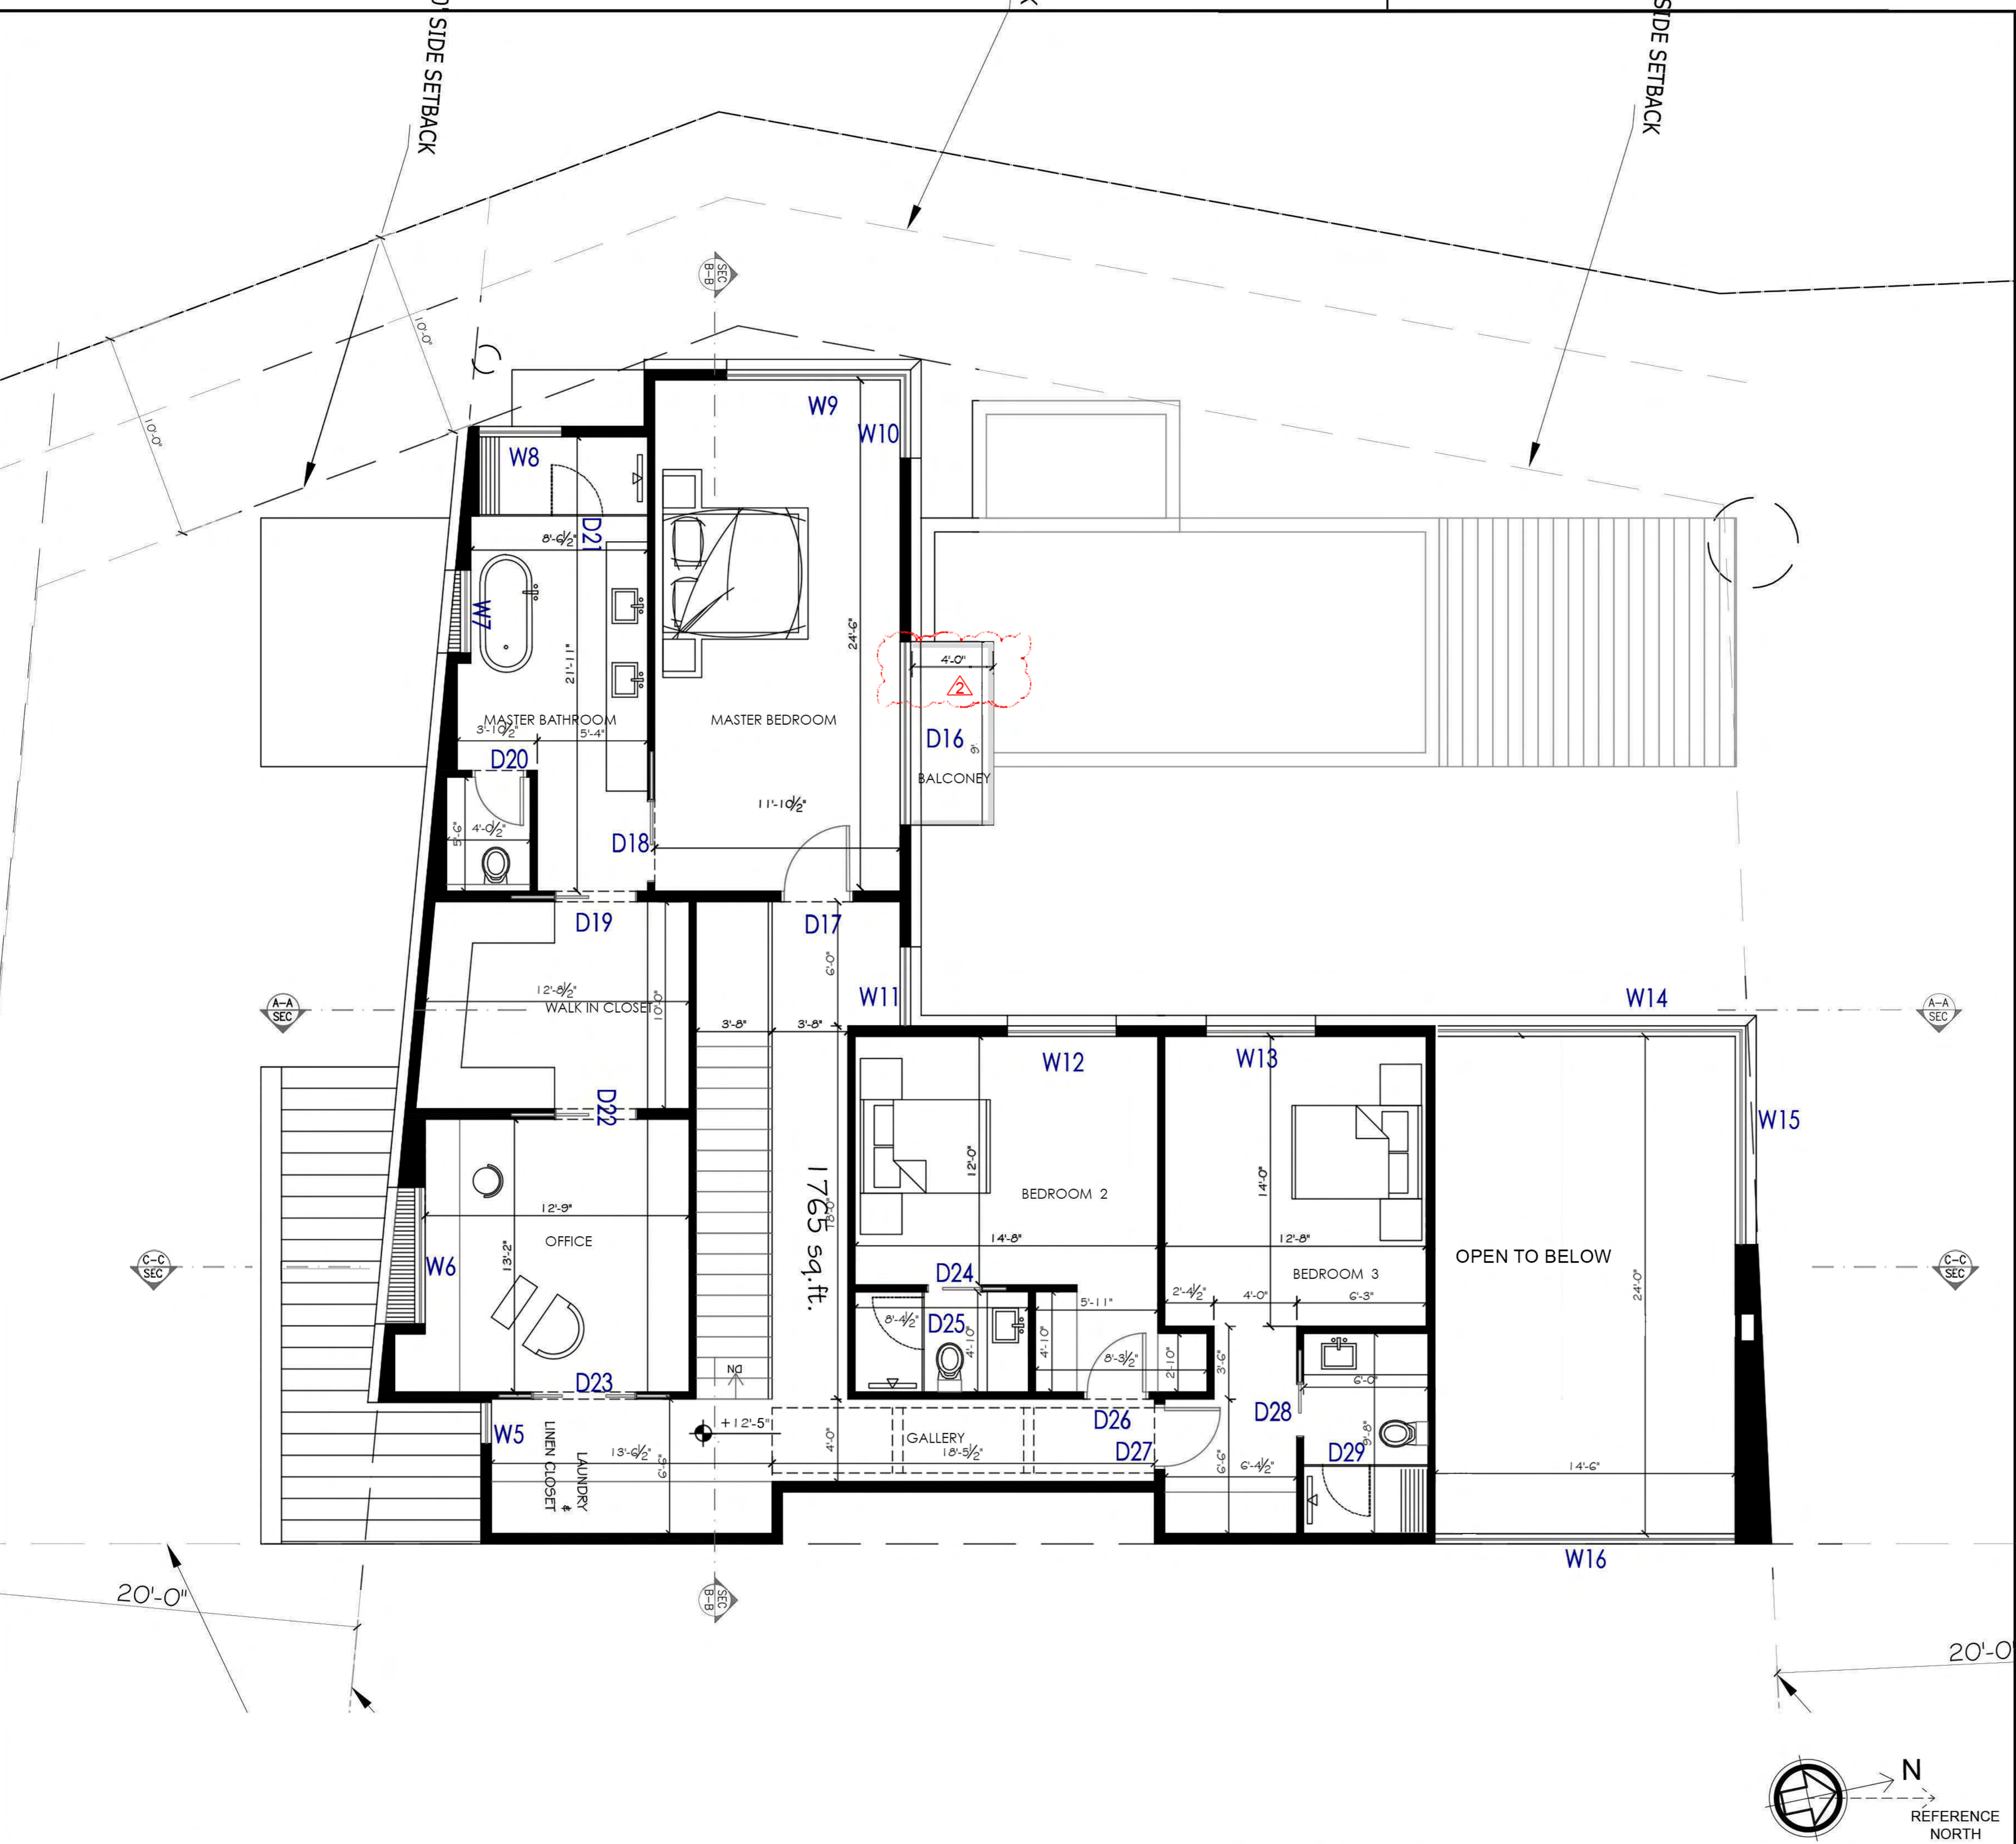 0' SIDE SETBACK
K
SIDE SETBACK
SEC
B-B
10'-0"
10'-0"
W9
W10
W8
D21
8'-6½"
W7
21'-11"
24'-6"
4'-0"
2
MASTER BATHROOM
MASTER BEDROOM
3'-10½"
5'-4"
D16
9'
D20
BALCONEY
11'-10½"
5'-6"
4'-0½"
D18
D19
D17
6'-0"
12'-8½"
WALK IN CLOSET
10'-0"
W11
W14
A-A
SEC
A-A
SEC
3'-8"
3'-8"
W12
W13
D22
W15
12'-0"
14'-0"
1765 sq.ft.
18'-0"
BEDROOM 2
12'-9"
OFFICE
13'-2"
14'-8"
12'-8"
OPEN TO BELOW
C-C
SEC
W6
D24
BEDROOM 3
C-C
SEC
2'-4½"
4'-0"
6'-3"
24'-0"
8'-4½"
D25
4'-10"
4'-10"
5'-11"
8'-3½"
2'-10"
3'-6"
DN
D23
6'-0"
W5
LINEN CLOSET
&
LAUNDRY
+12'-5"
13'-6½"
6'-6"
4'-0"
GALLERY
18'-5½"
D26
D27
D28
D29
9'-8"
6'-6"
6'-4½"
14'-6"
W16
SEC
B-B
20'-0"
20'-0
N
REFERENCE
NORTH